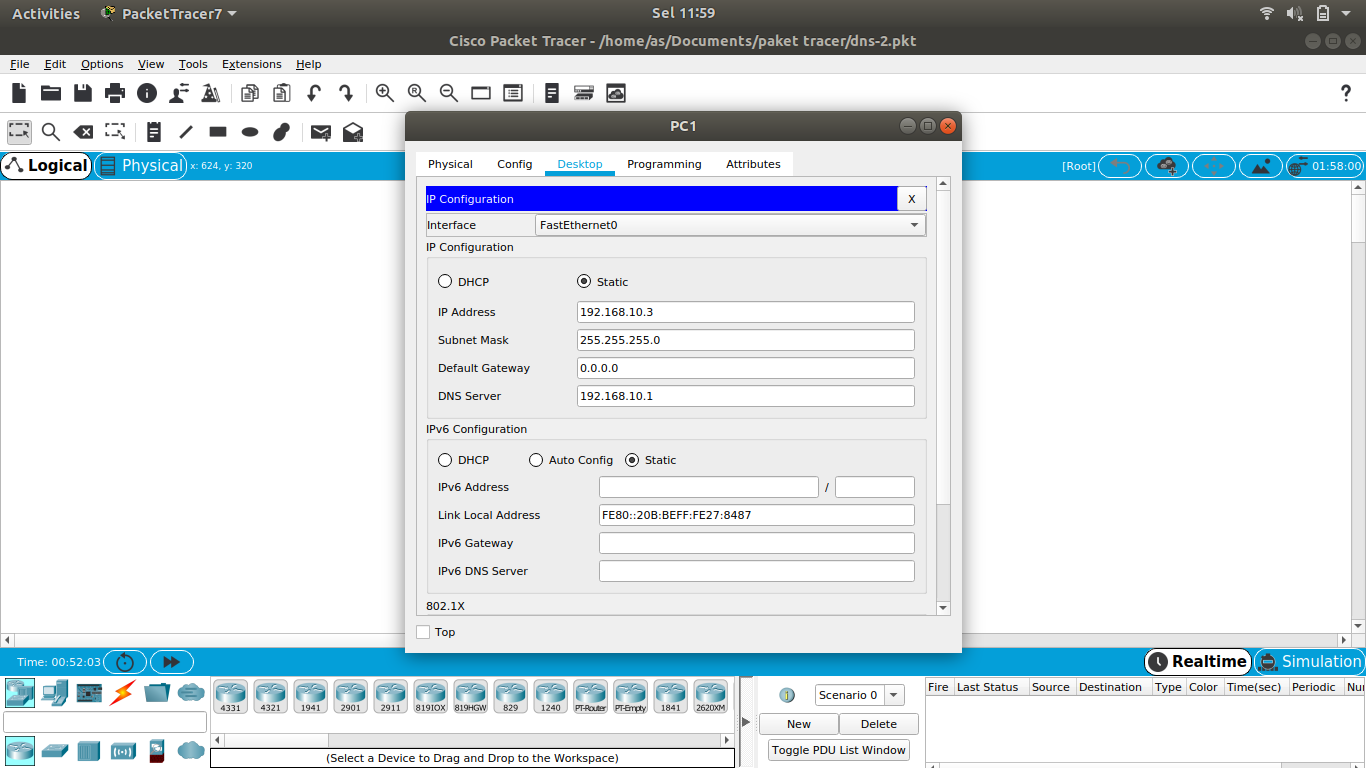 Activities PacketTracer7 Sel 11:59
Cisco Packet Tracer - /home/as/Documents/paket tracer/dns-2.pkt
File Edit Options View Tools Extensions Help
?
PC1
Logical Physical x: 624, y: 320 [Root] 01:58:00
Physical Config Desktop Programming Attributes
IP Configuration X
Interface FastEthernet0
IP Configuration
DHCP Static
IP Address 192.168.10.3
Subnet Mask 255.255.255.0
Default Gateway 0.0.0.0
DNS Server 192.168.10.1
IPv6 Configuration
DHCP Auto Config Static
IPv6 Address /
Link Local Address FE80::20B:BEFF:FE27:8487
IPv6 Gateway
IPv6 DNS Server
802.1X
Top
Time: 00:52:03 Realtime Simulation
4331 4321 1941 2901 2911 819IOX 819HGW 829 1240 PT-Router PT-Empty 1841 2620XM
Scenario 0
Fire Last Status Source Destination Type Color Time(sec) Periodic Nu
New Delete
Toggle PDU List Window
(Select a Device to Drag and Drop to the Workspace)